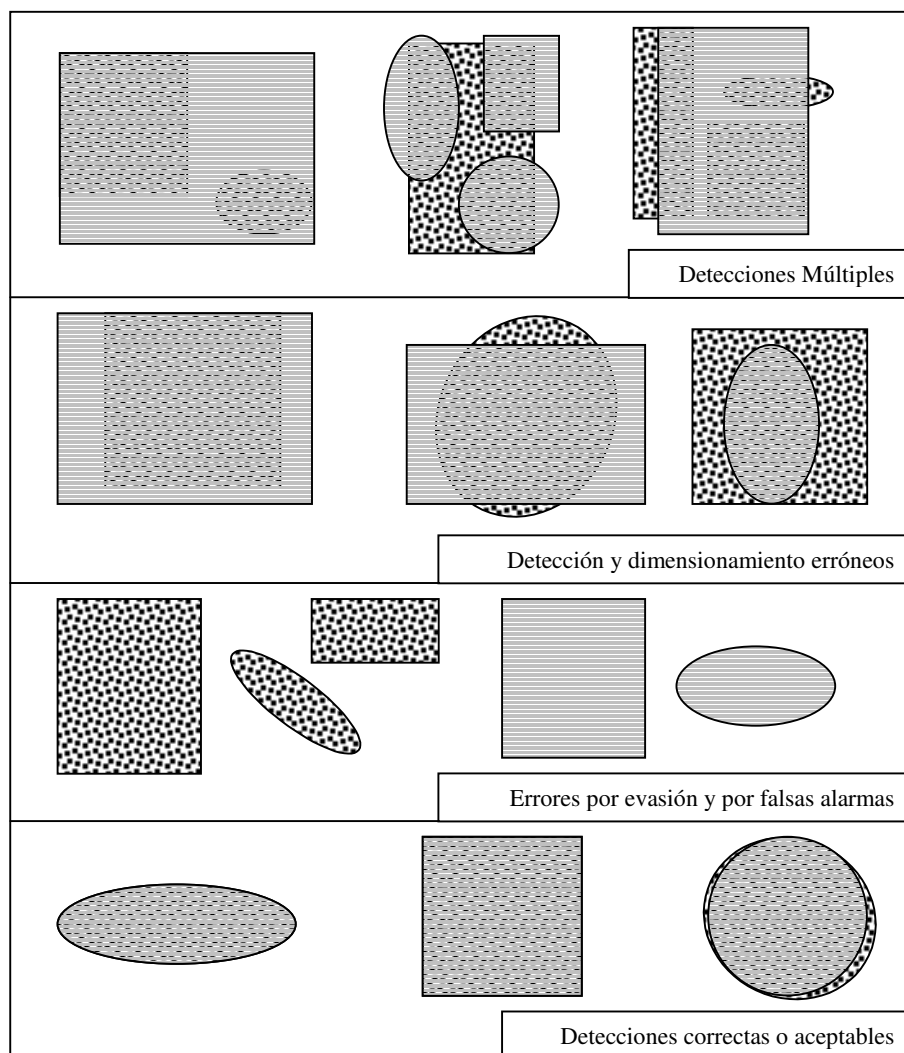 Detecciones Múltiples
Detección y dimensionamiento erróneos
Errores por evasión y por falsas alarmas
Detecciones correctas o aceptables